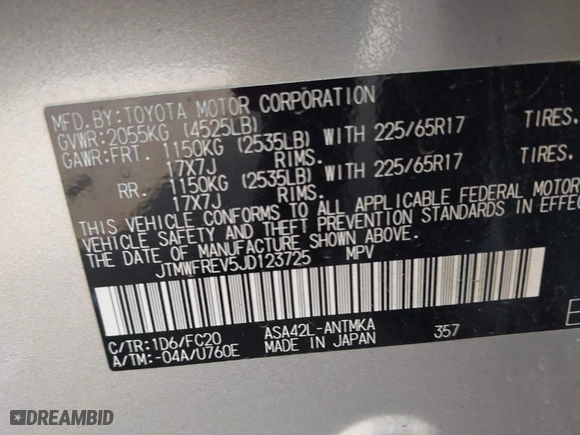 MFD. BY: TOYOTA MOTOR CORPORATION
GVWR: 2055KG (4525LB)
GAWR: FRT. 1150KG (2535LB) WITH 225/65R17 TIRES,
17X7J RIMS.
RR. 1150KG (2535LB) WITH 225/65R17 TIRES,
17X7J RIMS.
THIS VEHICLE CONFORMS TO ALL APPLICABLE FEDERAL MOTOR
VEHICLE SAFETY AND THEFT PREVENTION STANDARDS IN EFFEC
THE DATE OF MANUFACTURE SHOWN ABOVE.
JTMWFREV5JD123725 MPV
C/TR: 1D6/FC20 ASA42L-ANTMKA 357
A/TM: -04A/U760E MADE IN JAPAN
DREAMBID